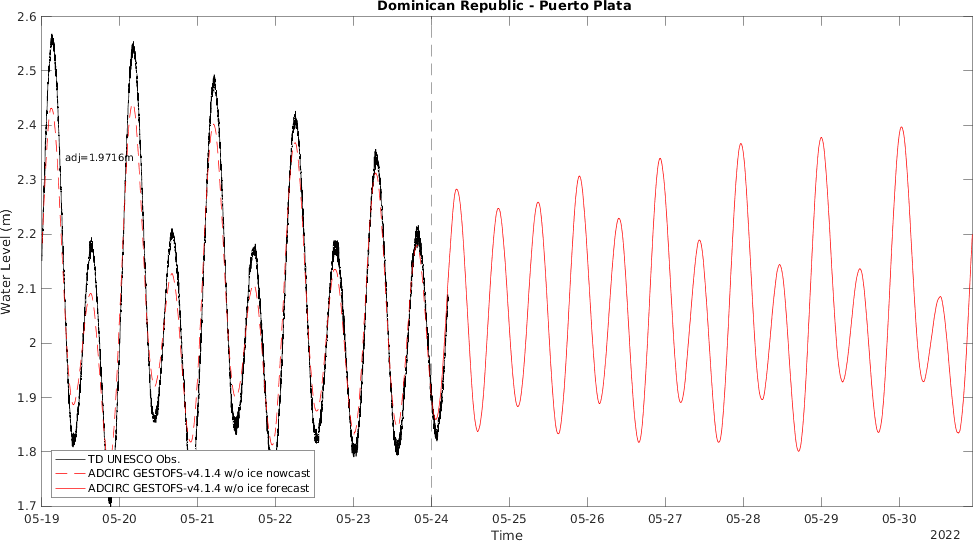 Dominican Republic - Puerto Plata
2.6
2.5
2.4
2.3
2.2
2.1
2
1.9
1.8
1.7
Water Level (m)
adj=1.9716m
TD UNESCO Obs.
ADCIRC GESTOFS-v4.1.4 w/o ice nowcast
ADCIRC GESTOFS-v4.1.4 w/o ice forecast
05-19 05-20 05-21 05-22 05-23 05-24 05-25 05-26 05-27 05-28 05-29 05-30
Time
2022